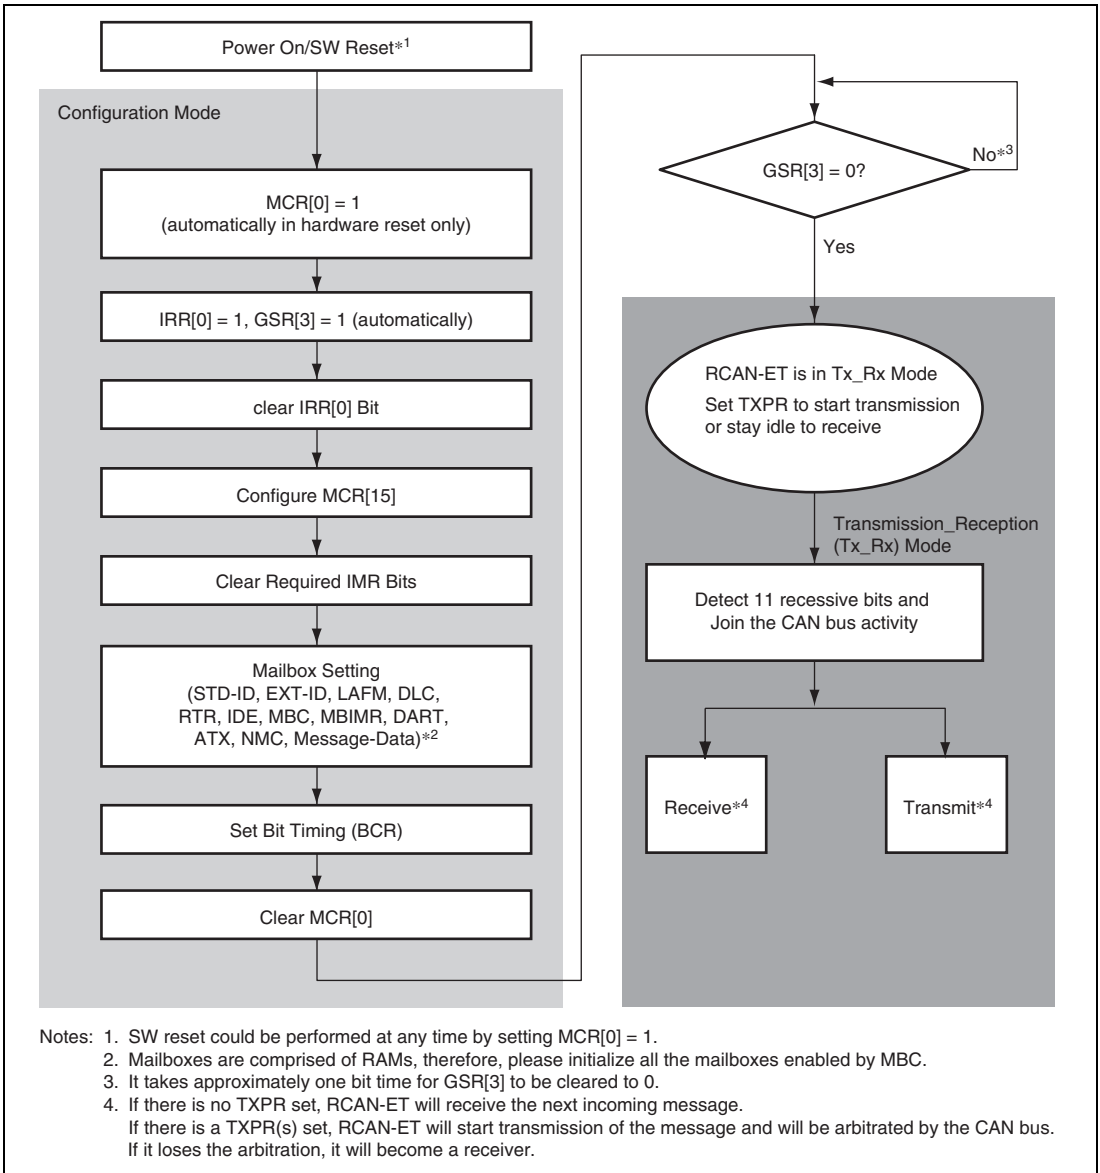 Power On/SW Reset*1
Configuration Mode
MCR[0] = 1
(automatically in hardware reset only)
IRR[0] = 1, GSR[3] = 1 (automatically)
clear IRR[0] Bit
Configure MCR[15]
Clear Required IMR Bits
Mailbox Setting
(STD-ID, EXT-ID, LAFM, DLC,
RTR, IDE, MBC, MBIMR, DART,
ATX, NMC, Message-Data)*2
Set Bit Timing (BCR)
Clear MCR[0]
GSR[3] = 0?
No*3
Yes
RCAN-ET is in Tx_Rx Mode
Set TXPR to start transmission
or stay idle to receive
Transmission_Reception
(Tx_Rx) Mode
Detect 11 recessive bits and
Join the CAN bus activity
Receive*4
Transmit*4
Notes: 1. SW reset could be performed at any time by setting MCR[0] = 1.
2. Mailboxes are comprised of RAMs, therefore, please initialize all the mailboxes enabled by MBC.
3. It takes approximately one bit time for GSR[3] to be cleared to 0.
4. If there is no TXPR set, RCAN-ET will receive the next incoming message.
If there is a TXPR(s) set, RCAN-ET will start transmission of the message and will be arbitrated by the CAN bus.
If it loses the arbitration, it will become a receiver.